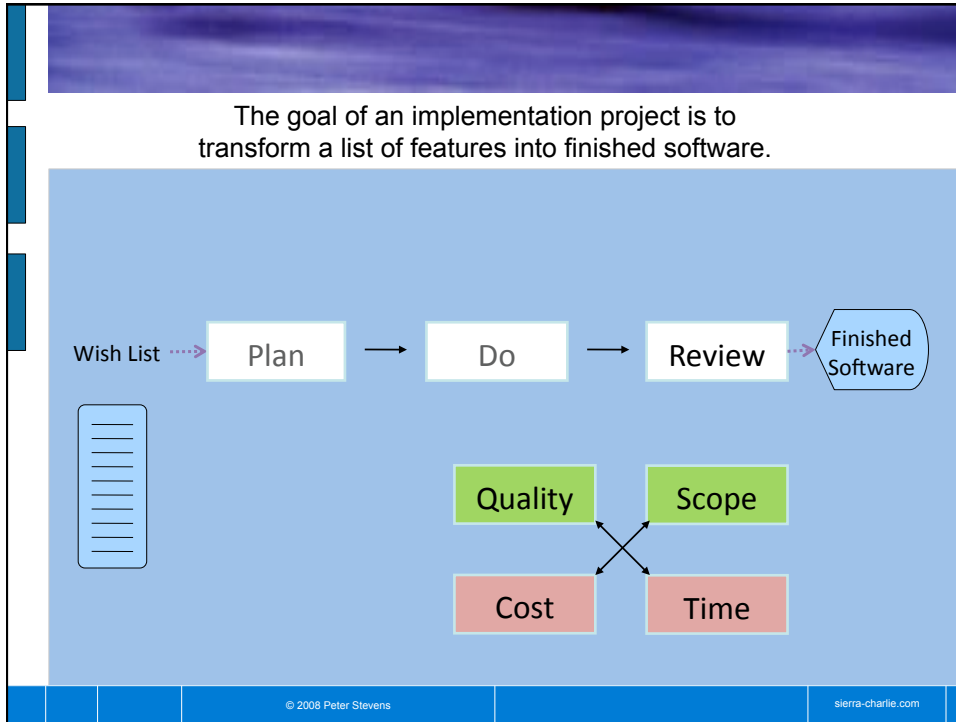 The goal of an implementation project is to
transform a list of features into finished software.
Wish List
Plan
Do
Review
Finished
Software
Quality
Scope
Cost
Time
© 2008 Peter Stevens
sierra-charlie.com